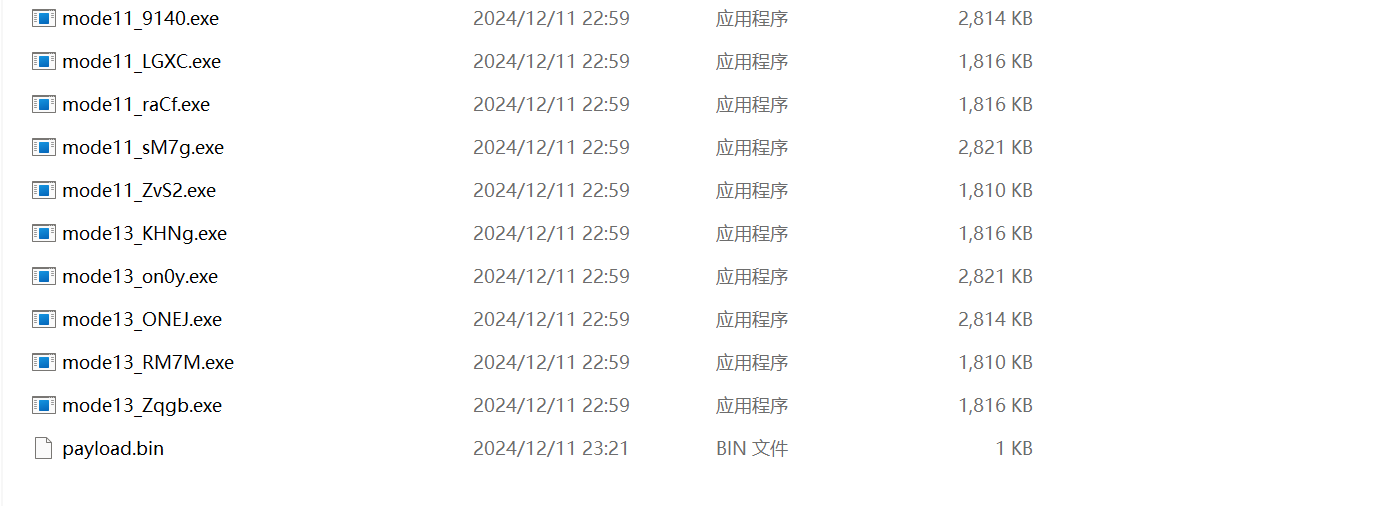 mode11_9140.exe 2024/12/11 22:59 应用程序 2,814 KB
mode11_LGXC.exe 2024/12/11 22:59 应用程序 1,816 KB
mode11_raCf.exe 2024/12/11 22:59 应用程序 1,816 KB
mode11_sM7g.exe 2024/12/11 22:59 应用程序 2,821 KB
mode11_ZvS2.exe 2024/12/11 22:59 应用程序 1,810 KB
mode13_KHNg.exe 2024/12/11 22:59 应用程序 1,816 KB
mode13_on0y.exe 2024/12/11 22:59 应用程序 2,821 KB
mode13_ONEJ.exe 2024/12/11 22:59 应用程序 2,814 KB
mode13_RM7M.exe 2024/12/11 22:59 应用程序 1,810 KB
mode13_Zqgb.exe 2024/12/11 22:59 应用程序 1,816 KB
payload.bin 2024/12/11 23:21 BIN 文件 1 KB